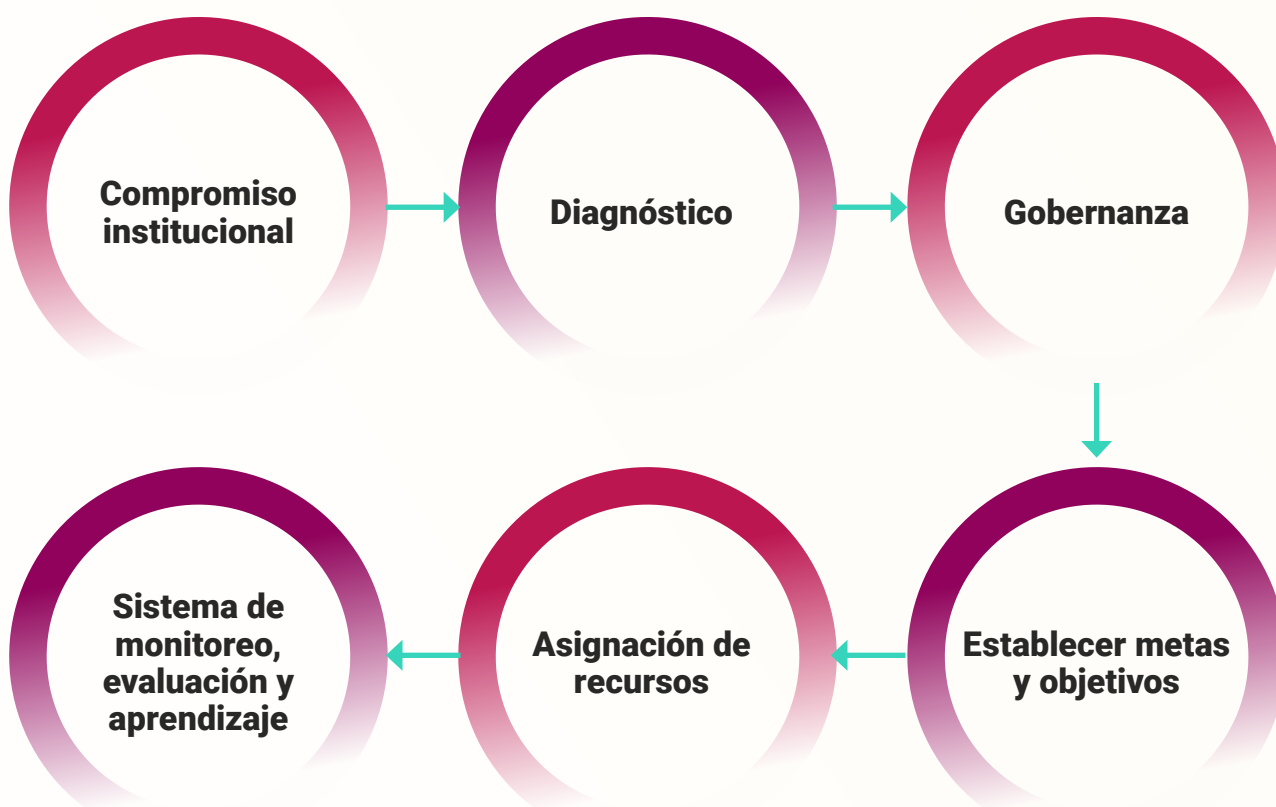 Compromiso
institucional
Diagnóstico
Gobernanza
Establecer metas
y objetivos
Asignación de
recursos
Sistema de
monitoreo,
evaluación y
aprendizaje